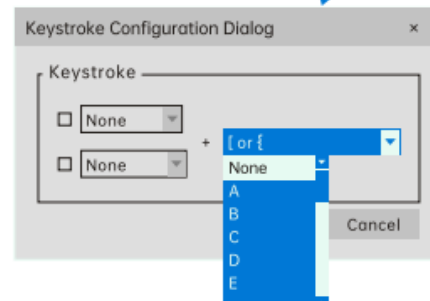 Keystroke Configuration Dialog ×
Keystroke
None
+
[ or {
None
None
A
B
C
D
E
Cancel